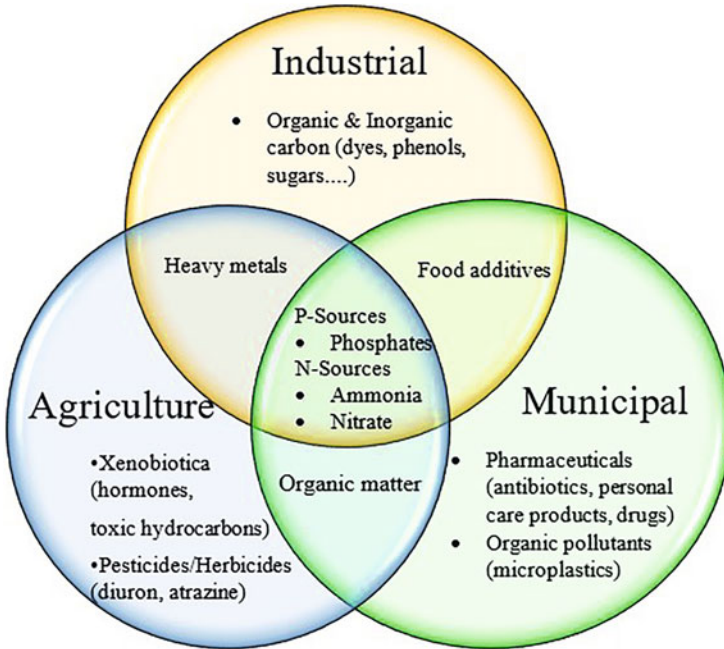 Industrial
• Organic & Inorganic
carbon (dyes, phenols,
sugars....)
Heavy metals
Food additives
P-Sources
• Phosphates
N-Sources
• Ammonia
• Nitrate
Agriculture
•Xenobiotica
(hormones,
toxic hydrocarbons)
•Pesticides/Herbicides
(diuron, atrazine)
Organic matter
Municipal
• Pharmaceuticals
(antibiotics, personal
care products, drugs)
• Organic pollutants
(microplastics)